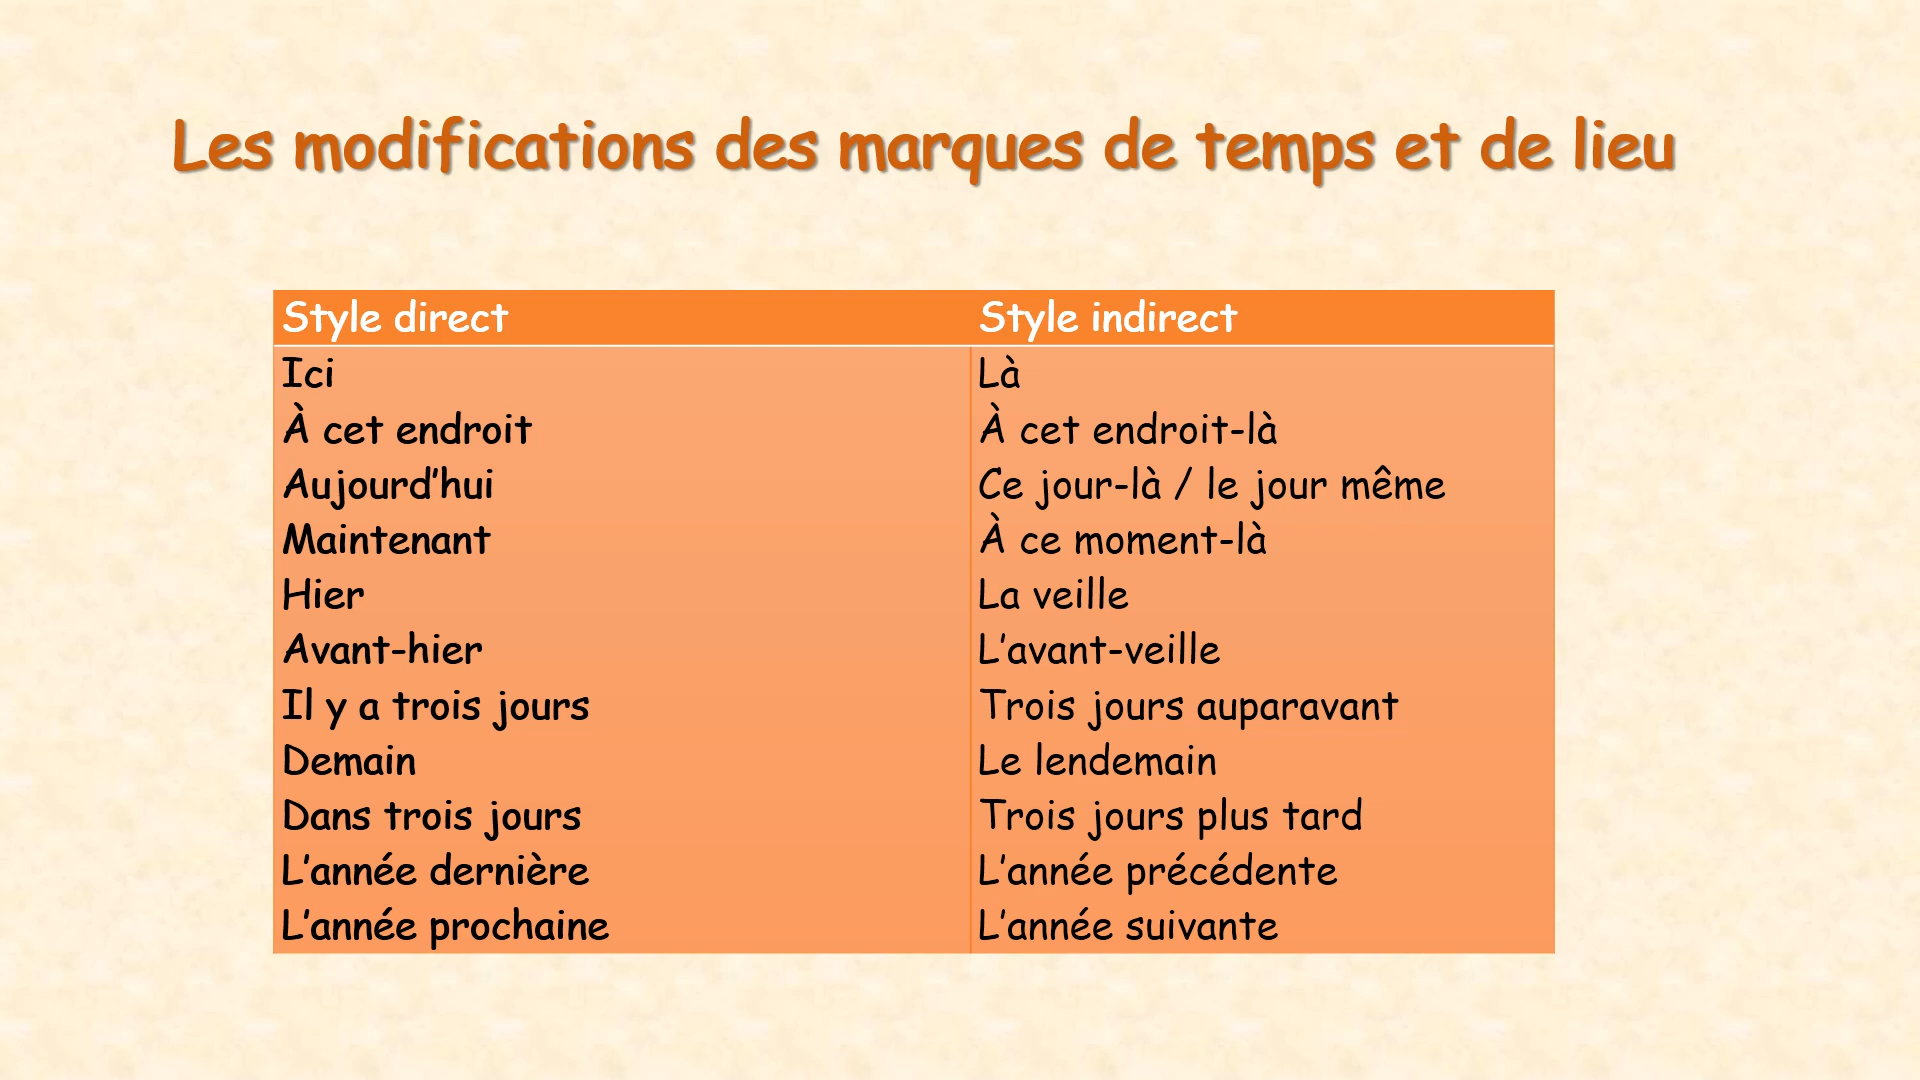 Les modifications des marques de temps et de lieu
Style direct Style indirect
Ici Là
À cet endroit À cet endroit-là
Aujourd’hui Ce jour-là / le jour même
Maintenant À ce moment-là
Hier La veille
Avant-hier L’avant-veille
Il y a trois jours Trois jours auparavant
Demain Le lendemain
Dans trois jours Trois jours plus tard
L’année dernière L’année précédente
L’année prochaine L’année suivante